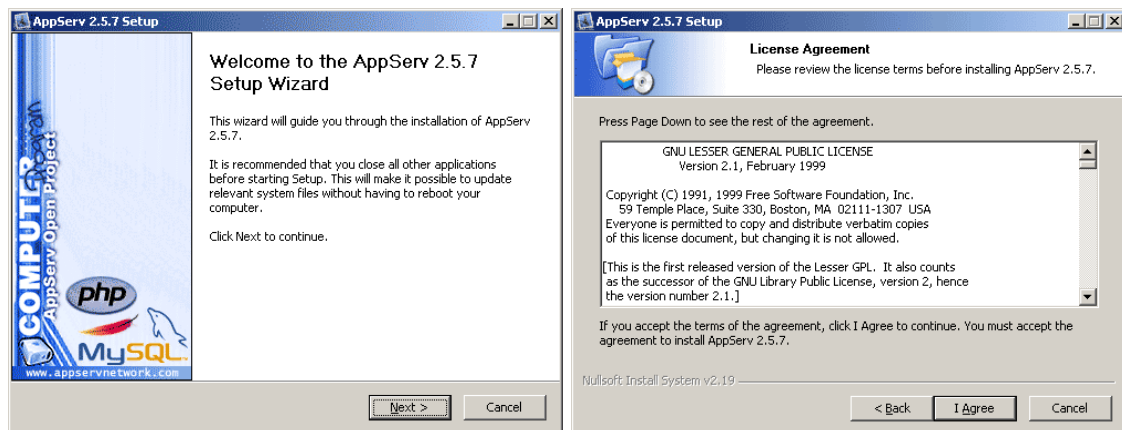 AppServ 2.5.7 Setup
Welcome to the AppServ 2.5.7
Setup Wizard
This wizard will guide you through the installation of AppServ
2.5.7.
It is recommended that you close all other applications
before starting Setup. This will make it possible to update
relevant system files without having to reboot your
computer.
Click Next to continue.
COMPUTER
Program
AppServ Open Project
php
MySQL
www.appservnetwork.com
Next >
Cancel
AppServ 2.5.7 Setup
License Agreement
Please review the license terms before installing AppServ 2.5.7.
Press Page Down to see the rest of the agreement.
GNU LESSER GENERAL PUBLIC LICENSE
Version 2.1, February 1999
Copyright (C) 1991, 1999 Free Software Foundation, Inc.
59 Temple Place, Suite 330, Boston, MA 02111-1307 USA
Everyone is permitted to copy and distribute verbatim copies
of this license document, but changing it is not allowed.
[This is the first released version of the Lesser GPL. It also counts
as the successor of the GNU Library Public License, version 2, hence
the version number 2.1.]
If you accept the terms of the agreement, click I Agree to continue. You must accept the
agreement to install AppServ 2.5.7.
Nullsoft Install System v2.19
< Back
I Agree
Cancel